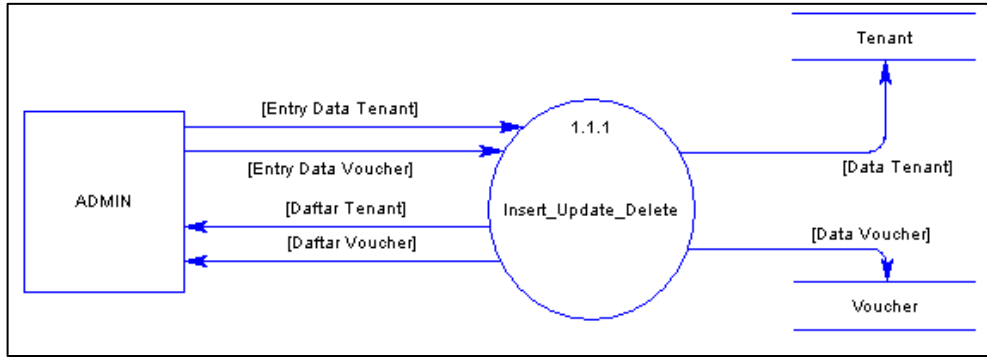 Tenant
[Entry Data Tenant]
1.1.1
[Entry Data Voucher]
[Data Tenant]
ADMIN
[Daftar Tenant]
Insert_Update_Delete
[Daftar Voucher]
[Data Voucher]
Voucher